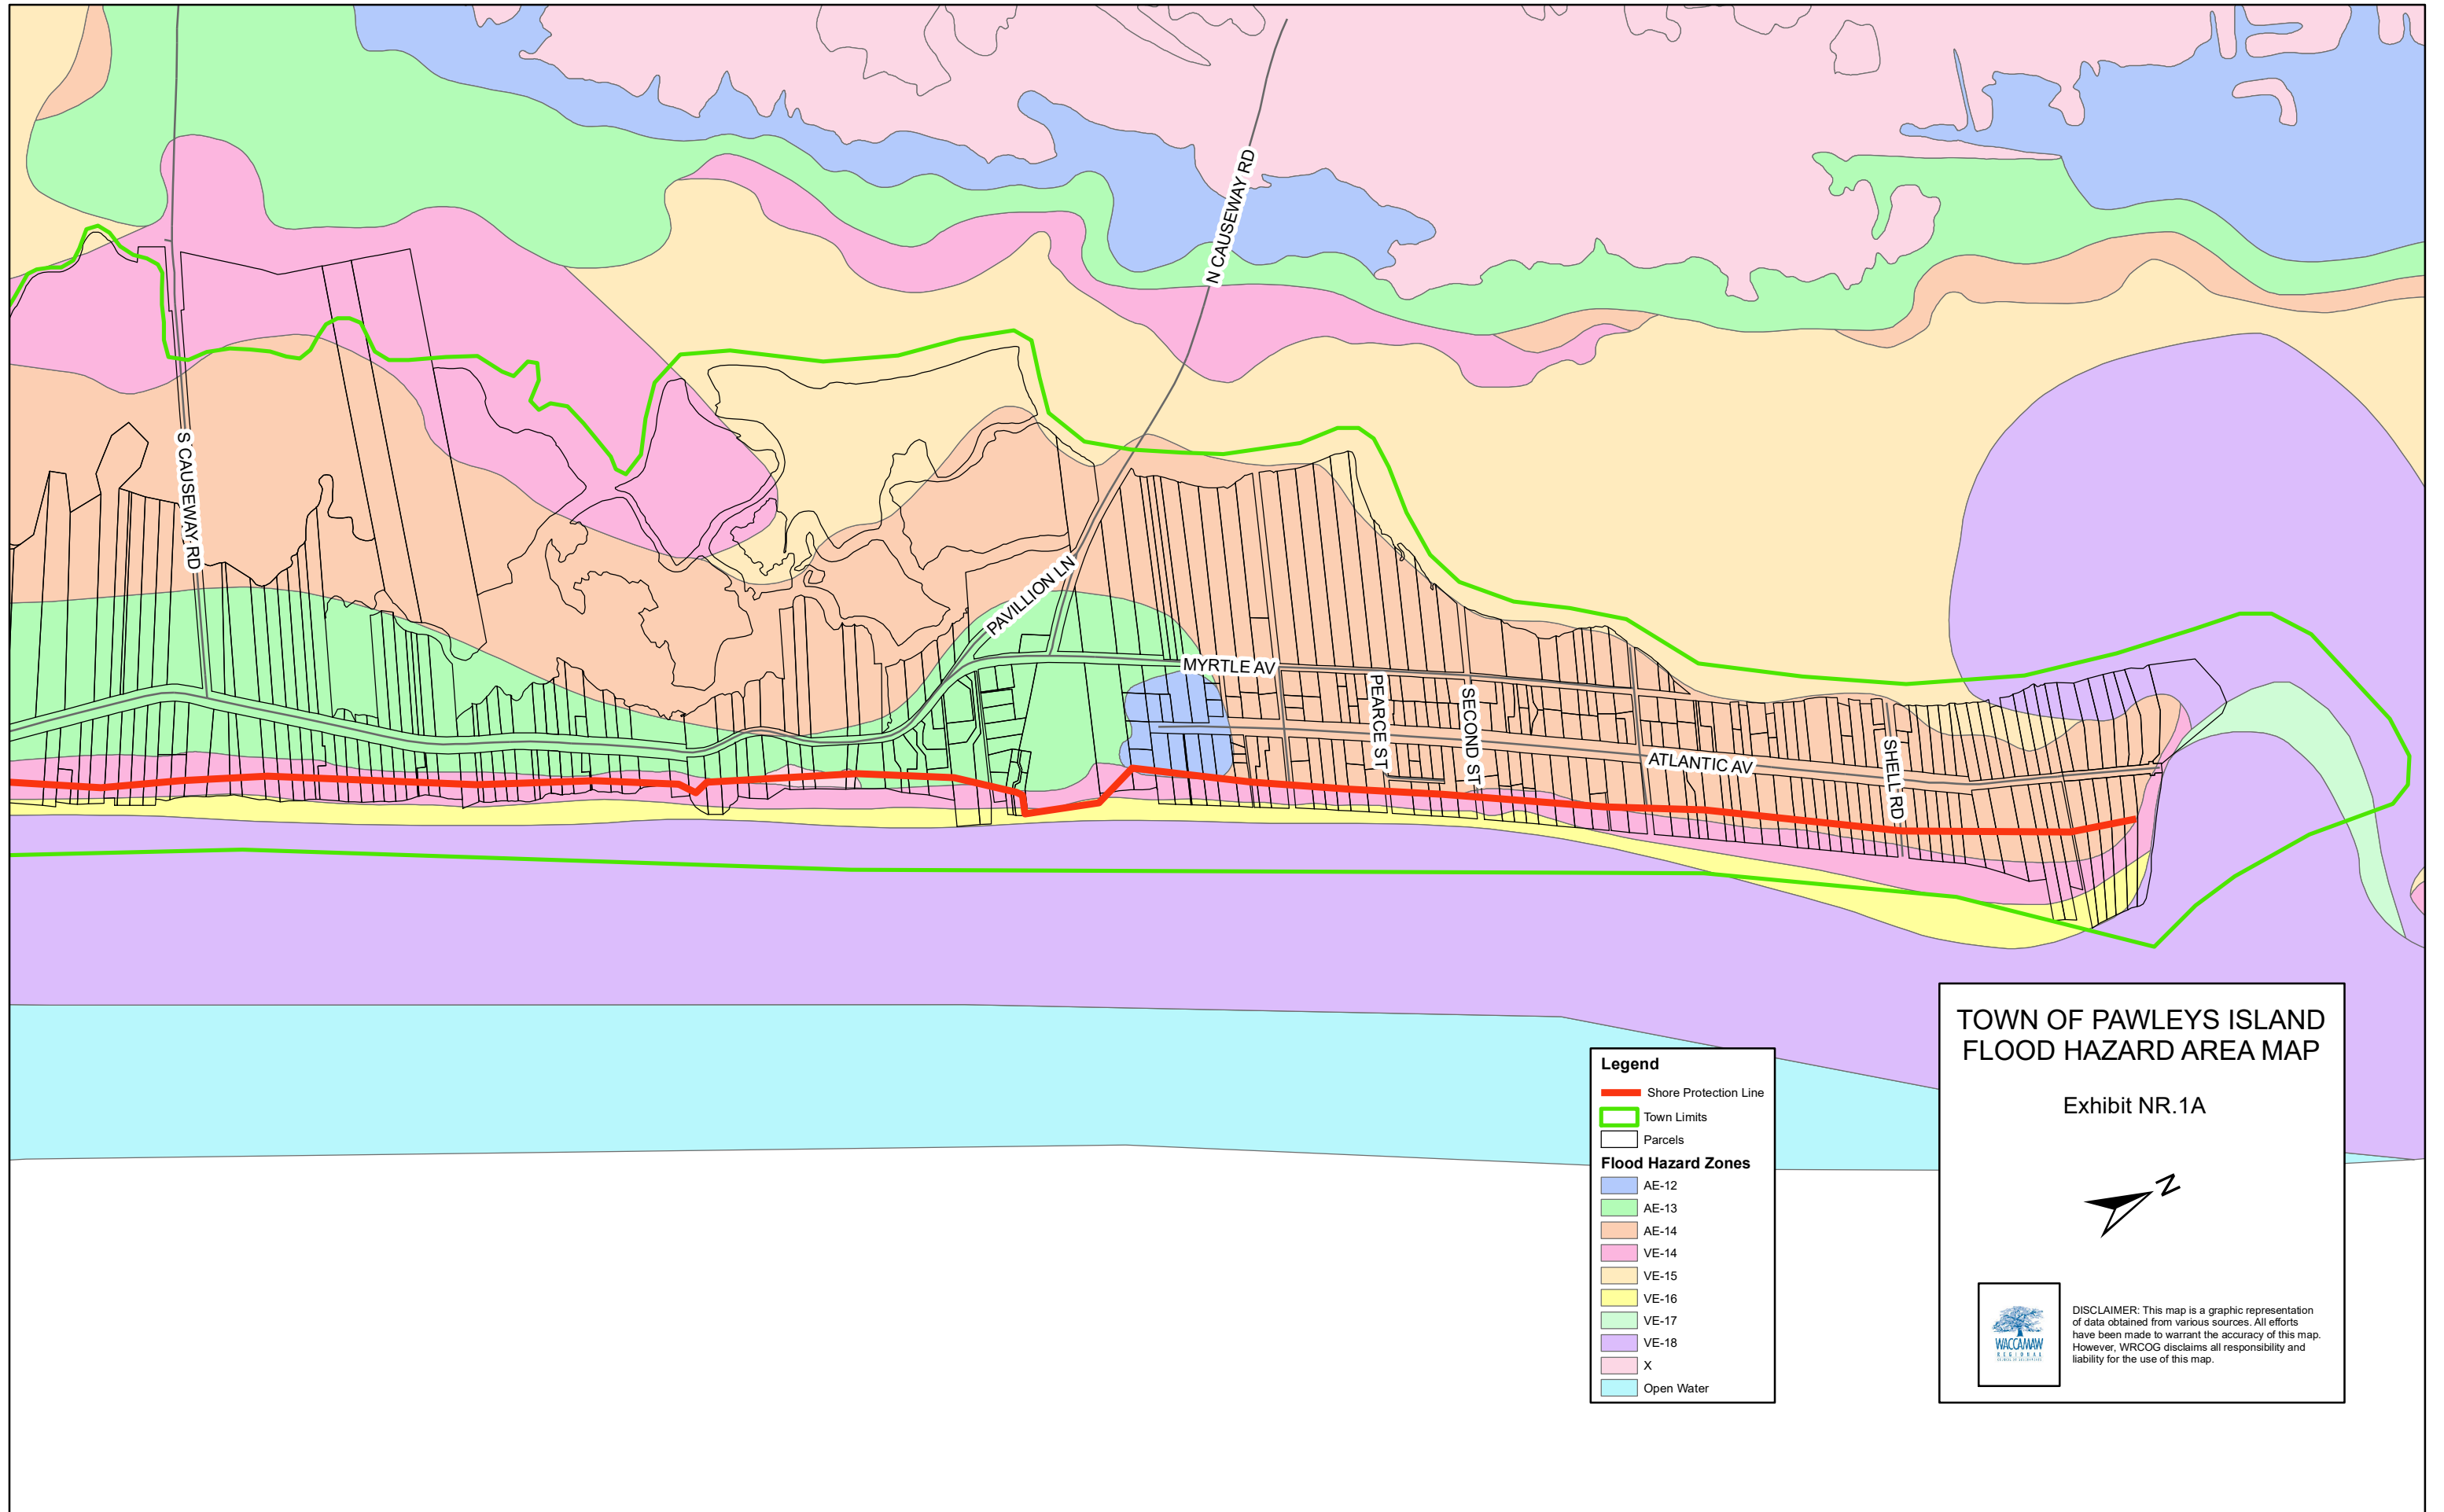 N CAUSEWAY RD
S CAUSEWAY RD
PAVILLION LN
MYRTLE AV
PEARCE ST
SECOND ST
ATLANTIC AV
SHELL RD
Legend
Shore Protection Line
Town Limits
Parcels
Flood Hazard Zones
AE-12
AE-13
AE-14
VE-14
VE-15
VE-16
VE-17
VE-18
X
Open Water
TOWN OF PAWLEYS ISLAND
FLOOD HAZARD AREA MAP
Exhibit NR.1A
N
WACCAMAW
REGIONAL
DISCLAIMER: This map is a graphic representation
of data obtained from various sources. All efforts
have been made to warrant the accuracy of this map.
However, WRCOG disclaims all responsibility and
liability for the use of this map.